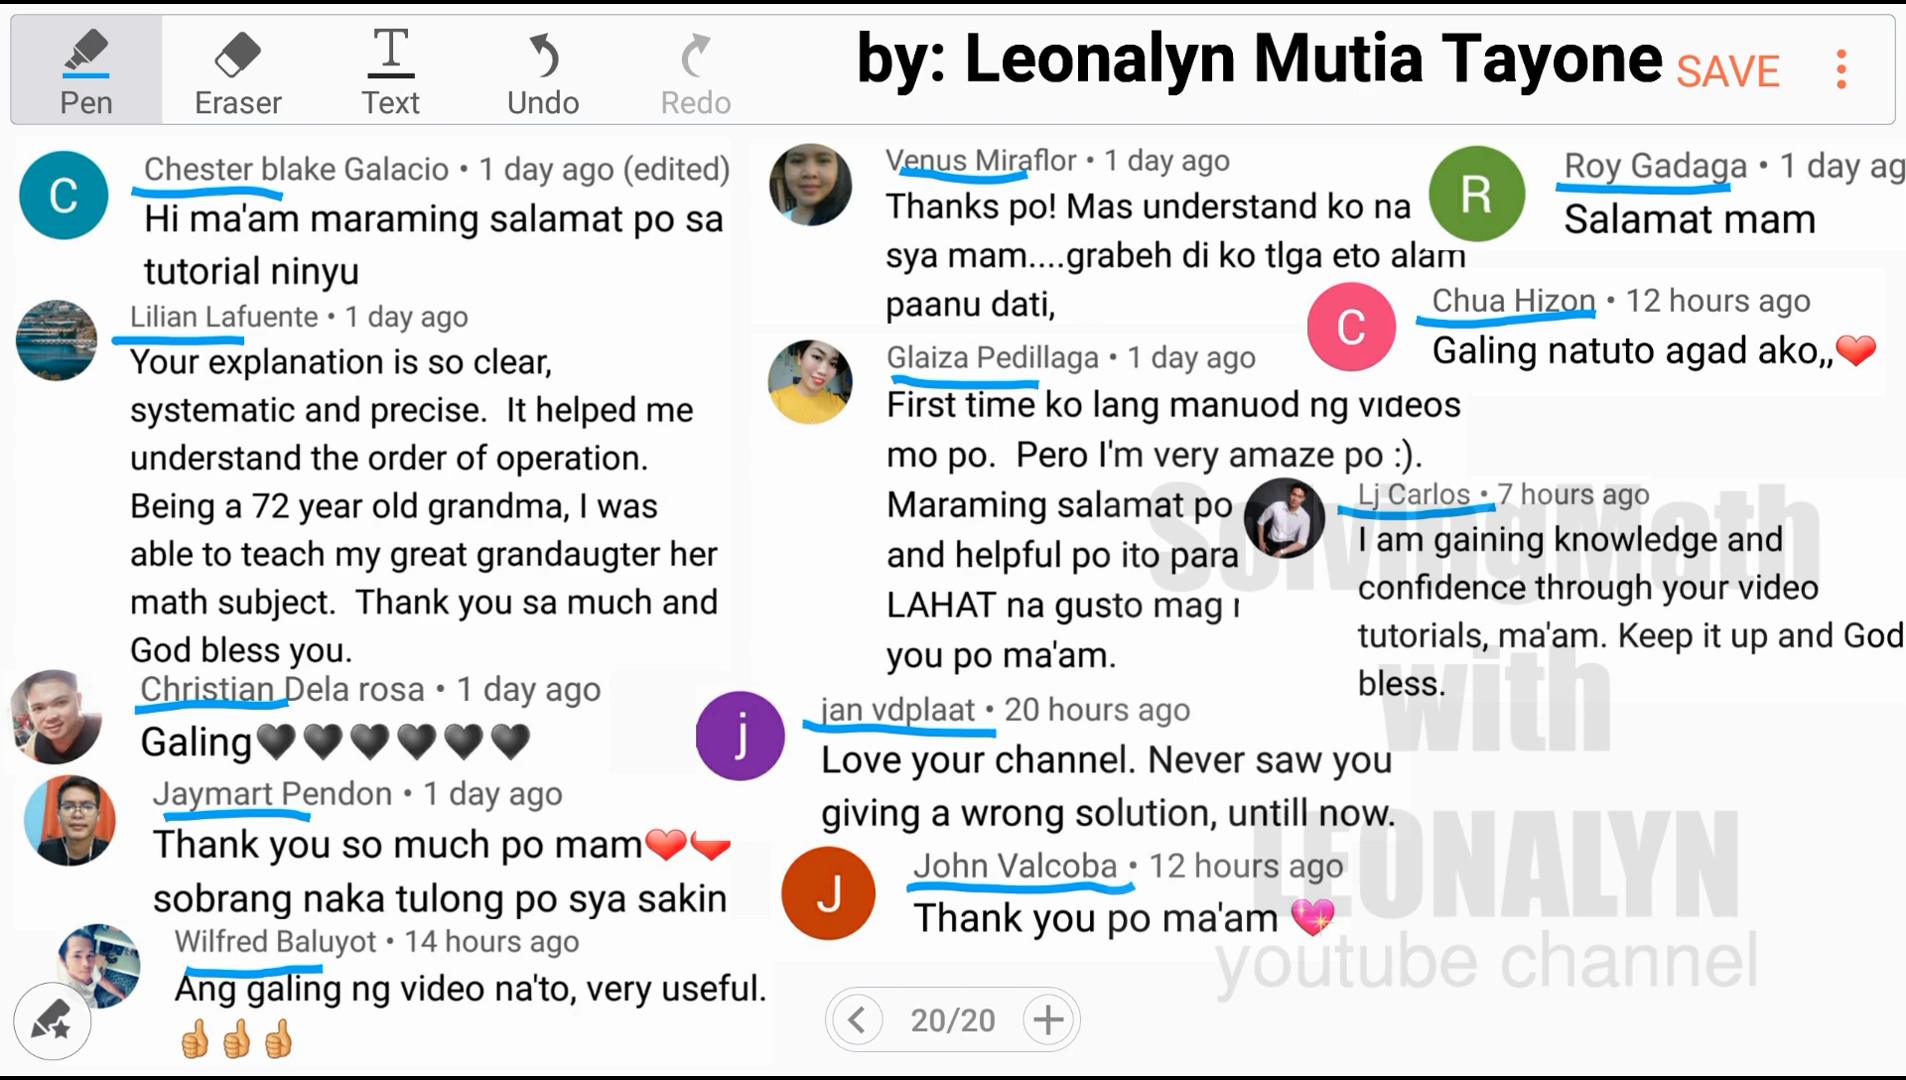 Pen
Eraser
Text
Undo
Redo
by: Leonalyn Mutia Tayone
SAVE
Chester blake Galacio • 1 day ago (edited)
Hi ma'am maraming salamat po sa
tutorial ninyu
Lilian Lafuente • 1 day ago
Your explanation is so clear,
systematic and precise.  It helped me
understand the order of operation.
Being a 72 year old grandma, I was
able to teach my great grandaugter her
math subject.  Thank you sa much and
God bless you.
Christian Dela rosa • 1 day ago
Galing🖤🖤🖤🖤🖤🖤
Jaymart Pendon • 1 day ago
Thank you so much po mam❤️❤️
sobrang naka tulong po sya sakin
Wilfred Baluyot • 14 hours ago
Ang galing ng video na'to, very useful.
👍👍👍
Venus Miraflor • 1 day ago
Thanks po! Mas understand ko na
sya mam....grabeh di ko tlga eto alam
paanu dati,
Glaiza Pedillaga • 1 day ago
First time ko lang manuod ng videos
mo po.  Pero I'm very amaze po :).
Maraming salamat po
and helpful po ito para
LAHAT na gusto mag
you po ma'am.
jan vdplaat • 20 hours ago
Love your channel. Never saw you
giving a wrong solution, untill now.
John Valcoba • 12 hours ago
Thank you po ma'am 💖
R
Roy Gadaga • 1 day ag
Salamat mam
C
Chua Hizon • 12 hours ago
Galing natuto agad ako,,❤️
Lj Carlos • 7 hours ago
I am gaining knowledge and
confidence through your video
tutorials, ma'am. Keep it up and God
bless.
C
j
J
SolvingMath
with
LEONALYN
youtube channel
20/20